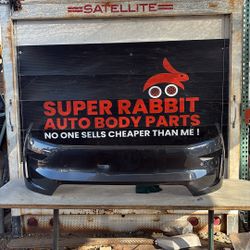 SATELLITE
SUPER RABBIT
AUTO BODY PARTS
NO ONE SELLS CHEAPER THAN ME !